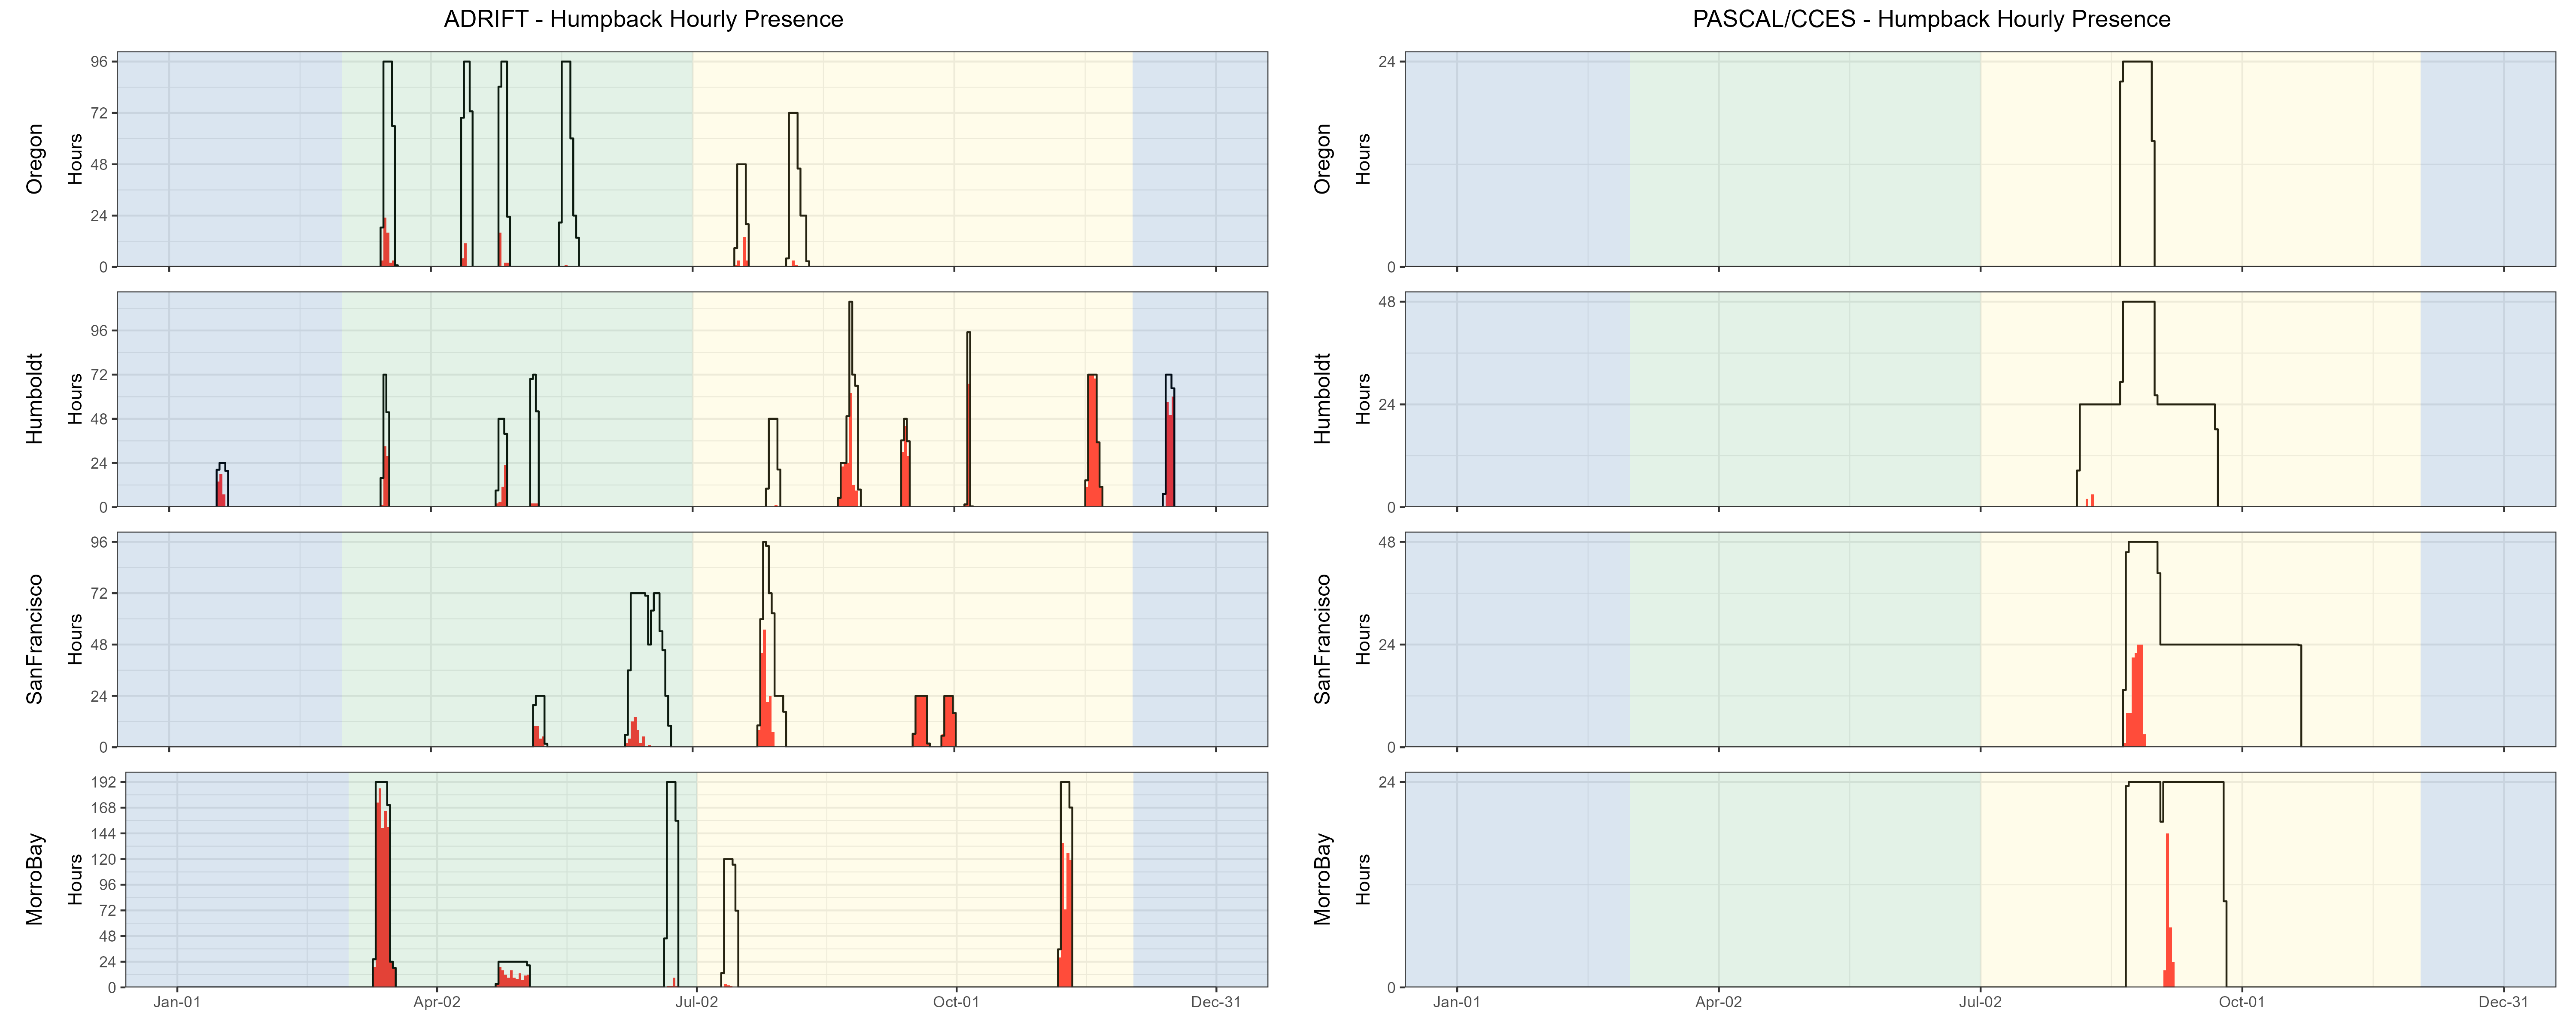 ADRIFT - Humpback Hourly Presence
Oregon
Hours
96
72
48
24
0
Humboldt
Hours
96
72
48
24
0
SanFrancisco
Hours
96
72
48
24
0
MorroBay
Hours
192
168
144
120
96
72
48
24
0
Jan-01 Apr-02 Jul-02 Oct-01 Dec-31
PASCAL/CCES - Humpback Hourly Presence
Oregon
Hours
24
0
Humboldt
Hours
48
24
0
SanFrancisco
Hours
48
24
0
MorroBay
Hours
24
0
Jan-01 Apr-02 Jul-02 Oct-01 Dec-31